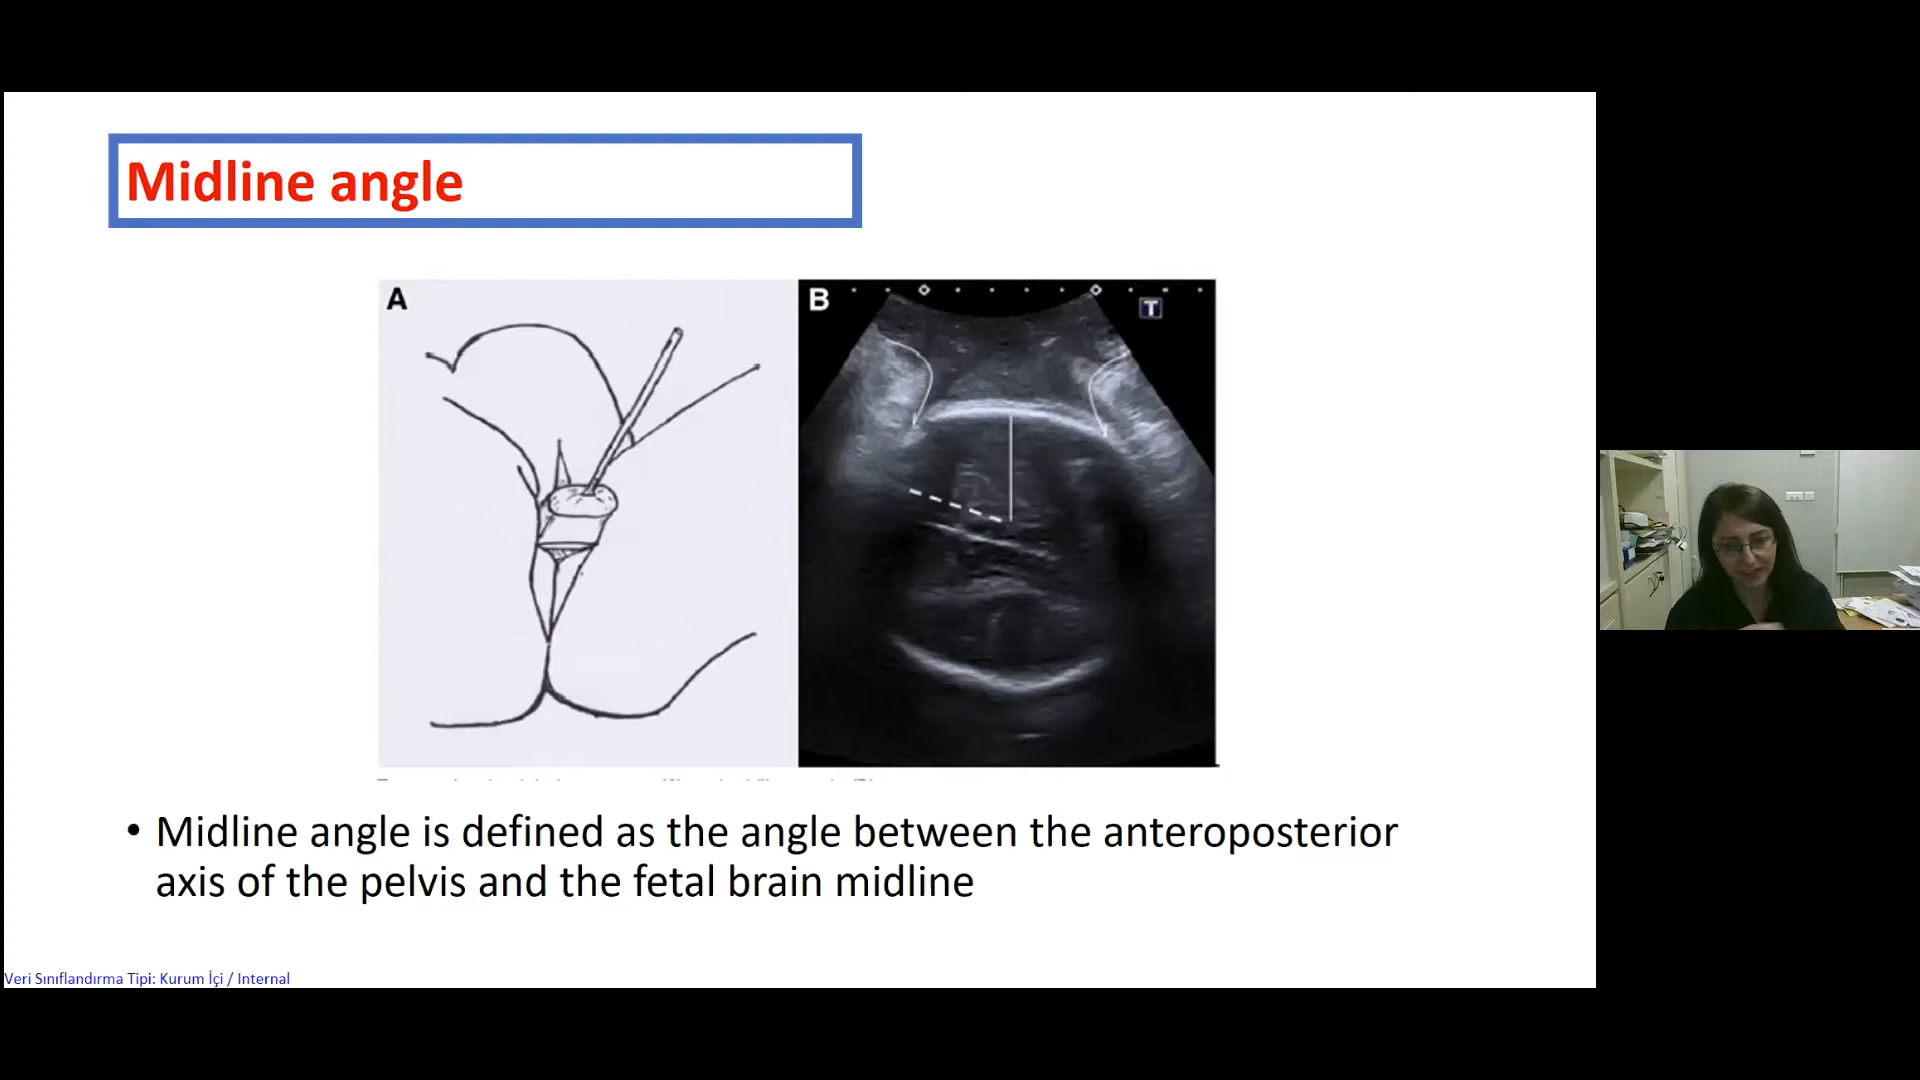 Midline angle
A
B
T
• Midline angle is defined as the angle between the anteroposterior
axis of the pelvis and the fetal brain midline
Veri Sınıflandırma Tipi: Kurum İçi / Internal